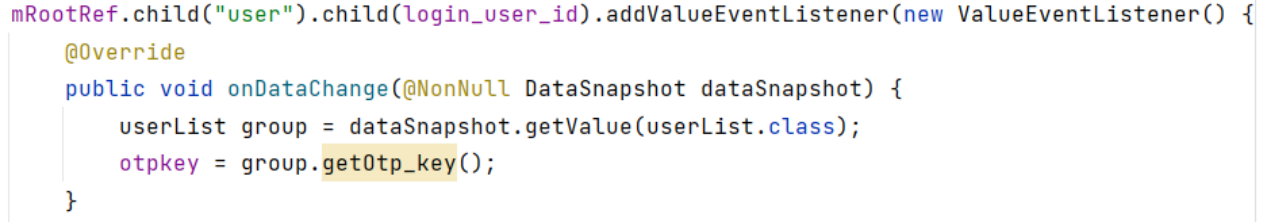 mRootRef.child("user").child(login_user_id).addValueEventListener(new ValueEventListener() {
@Override
public void onDataChange(@NonNull DataSnapshot dataSnapshot) {
userList group = dataSnapshot.getValue(userList.class);
otpkey = group.getOtp_key();
}